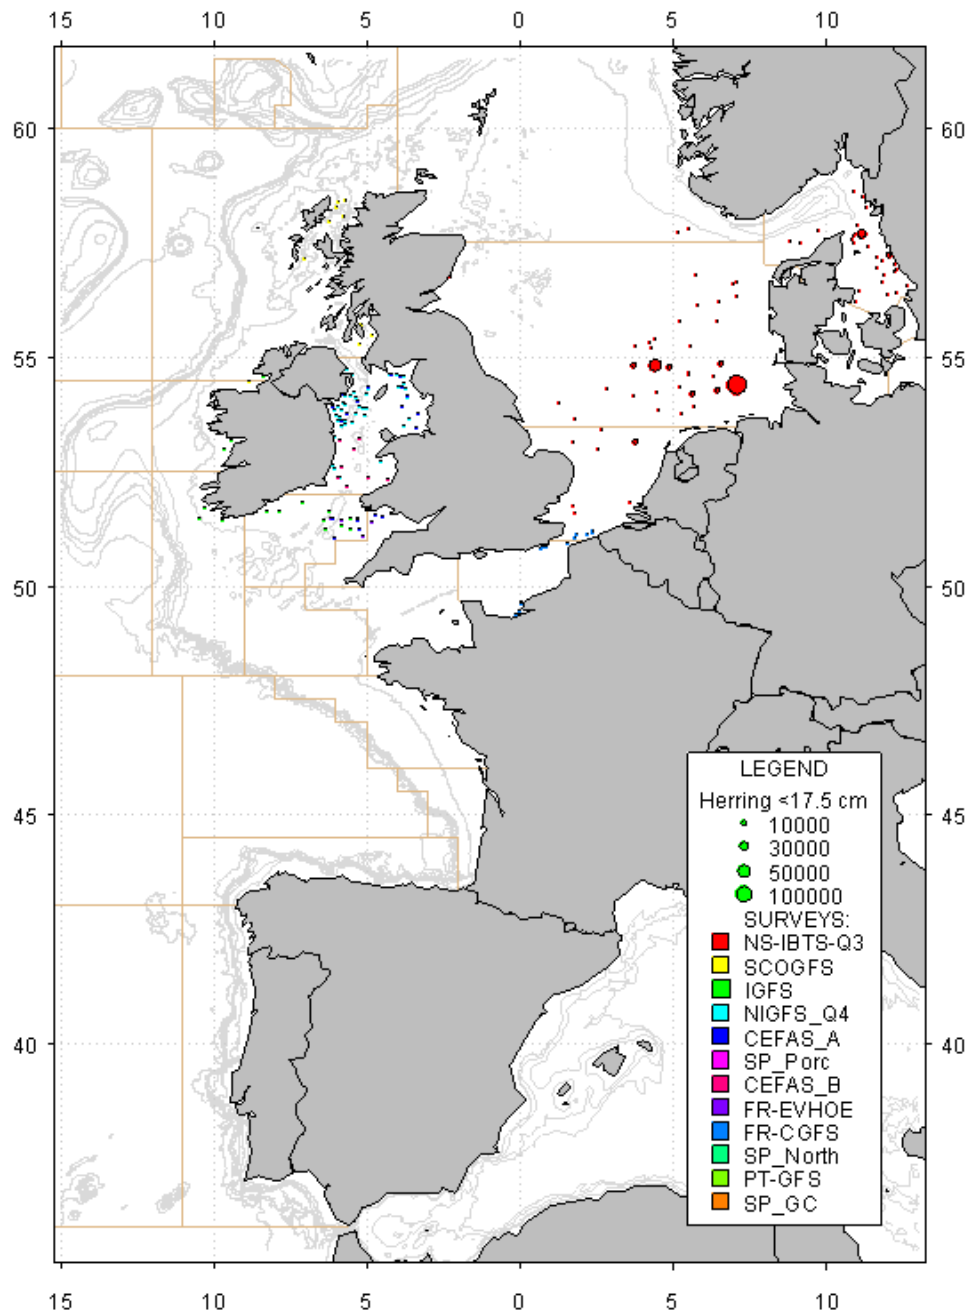 15 10 5 0 5 10
60 60
55 55
50 50
45 45
40 40
LEGEND
Herring <17.5 cm
10000
30000
50000
100000
SURVEYS:
NS-IBTS-Q3
SCOGFS
IGFS
NIGFS_Q4
CEFAS_A
SP_Porc
CEFAS_B
FR-EVHOE
FR-CGFS
SP_North
PT-GFS
SP_GC
15 10 5 0 5 10